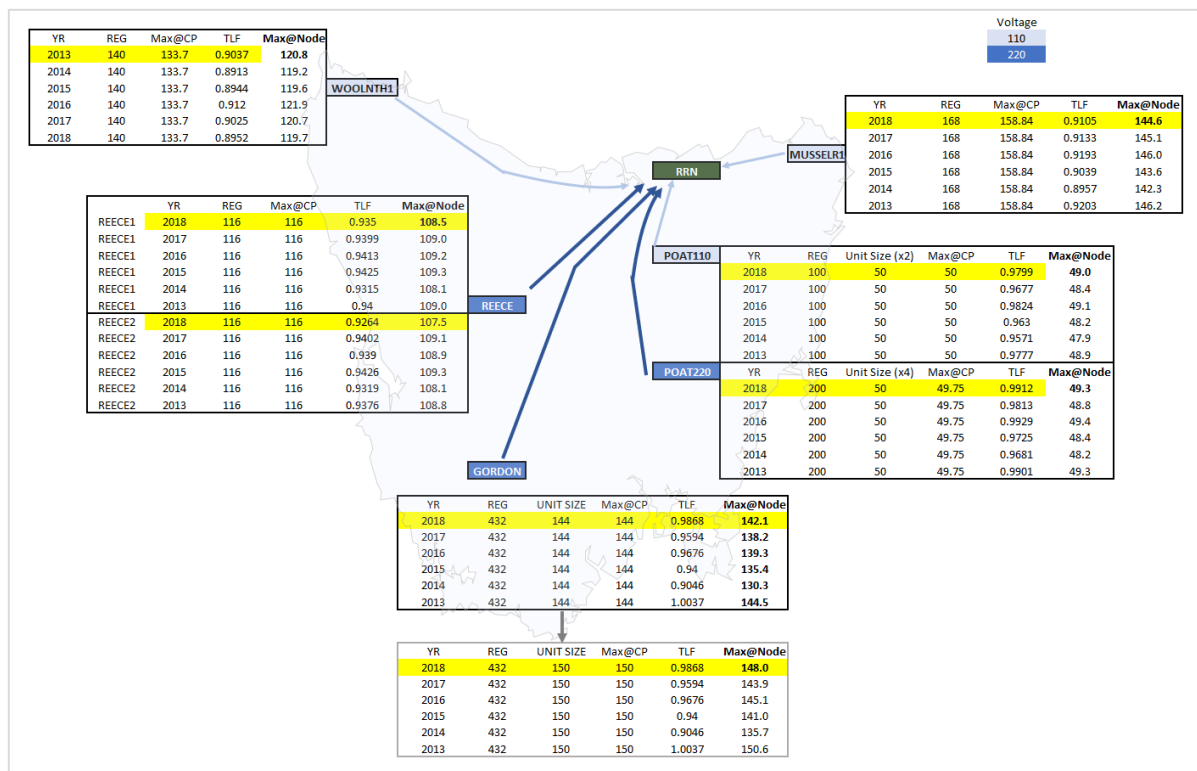 Voltage
110
220
YR REG Max@CP TLF Max@Node
2013 140 133.7 0.9037 120.8
2014 140 133.7 0.8913 119.2
2015 140 133.7 0.8944 119.6
2016 140 133.7 0.912 121.9
2017 140 133.7 0.9025 120.7
2018 140 133.7 0.8952 119.7
WOOLNTH1
YR REG Max@CP TLF Max@Node
2018 168 158.84 0.9105 144.6
2017 168 158.84 0.9133 145.1
2016 168 158.84 0.9193 146.0
2015 168 158.84 0.9039 143.6
2014 168 158.84 0.8957 142.3
2013 168 158.84 0.9203 146.2
MUSSELR1
RRN
YR REG Max@CP TLF Max@Node
REECE1 2018 116 116 0.935 108.5
REECE1 2017 116 116 0.9399 109.0
REECE1 2016 116 116 0.9413 109.2
REECE1 2015 116 116 0.9425 109.3
REECE1 2014 116 116 0.9315 108.1
REECE1 2013 116 116 0.94 109.0
REECE2 2018 116 116 0.9264 107.5
REECE2 2017 116 116 0.9402 109.1
REECE2 2016 116 116 0.939 108.9
REECE2 2015 116 116 0.9426 109.3
REECE2 2014 116 116 0.9319 108.1
REECE2 2013 116 116 0.9376 108.8
REECE
POAT110
YR REG Unit Size (x2) Max@CP TLF Max@Node
2018 100 50 50 0.9799 49.0
2017 100 50 50 0.9677 48.4
2016 100 50 50 0.9824 49.1
2015 100 50 50 0.963 48.2
2014 100 50 50 0.9571 47.9
2013 100 50 50 0.9777 48.9
POAT220
YR REG Unit Size (x4) Max@CP TLF Max@Node
2018 200 50 49.75 0.9912 49.3
2017 200 50 49.75 0.9813 48.8
2016 200 50 49.75 0.9929 49.4
2015 200 50 49.75 0.9725 48.4
2014 200 50 49.75 0.9681 48.2
2013 200 50 49.75 0.9901 49.3
GORDON
YR REG UNIT SIZE Max@CP TLF Max@Node
2018 432 144 144 0.9868 142.1
2017 432 144 144 0.9594 138.2
2016 432 144 144 0.9676 139.3
2015 432 144 144 0.94 135.4
2014 432 144 144 0.9046 130.3
2013 432 144 144 1.0037 144.5
YR REG UNIT SIZE Max@CP TLF Max@Node
2018 432 150 150 0.9868 148.0
2017 432 150 150 0.9594 143.9
2016 432 150 150 0.9676 145.1
2015 432 150 150 0.94 141.0
2014 432 150 150 0.9046 135.7
2013 432 150 150 1.0037 150.6